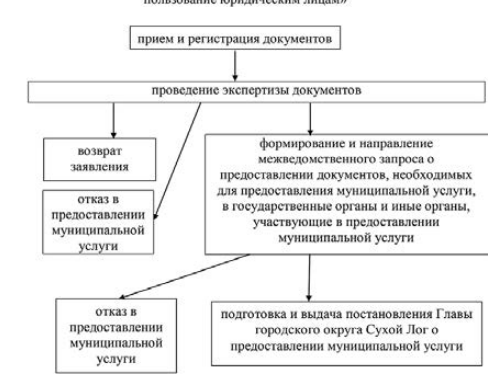 пользование юридическим лицам»
прием и регистрация документов
проведение экспертизы документов
возврат
заявления
формирование и направление
межведомственного запроса о
предоставлении документов, необходимых
для предоставления муниципальной услуги,
в государственные органы и иные органы,
участвующие в предоставлении
муниципальной услуги
отказ в
предоставлении
муниципальной
услуги
отказ в
предоставлении
муниципальной
услуги
подготовка и выдача постановления Главы
городского округа Сухой Лог о
предоставлении муниципальной услуги